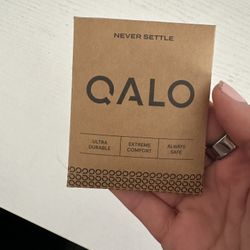 NEVER SETTLE
QALO
ULTRA DURABLE | EXTREME COMFORT | ALWAYS SAFE